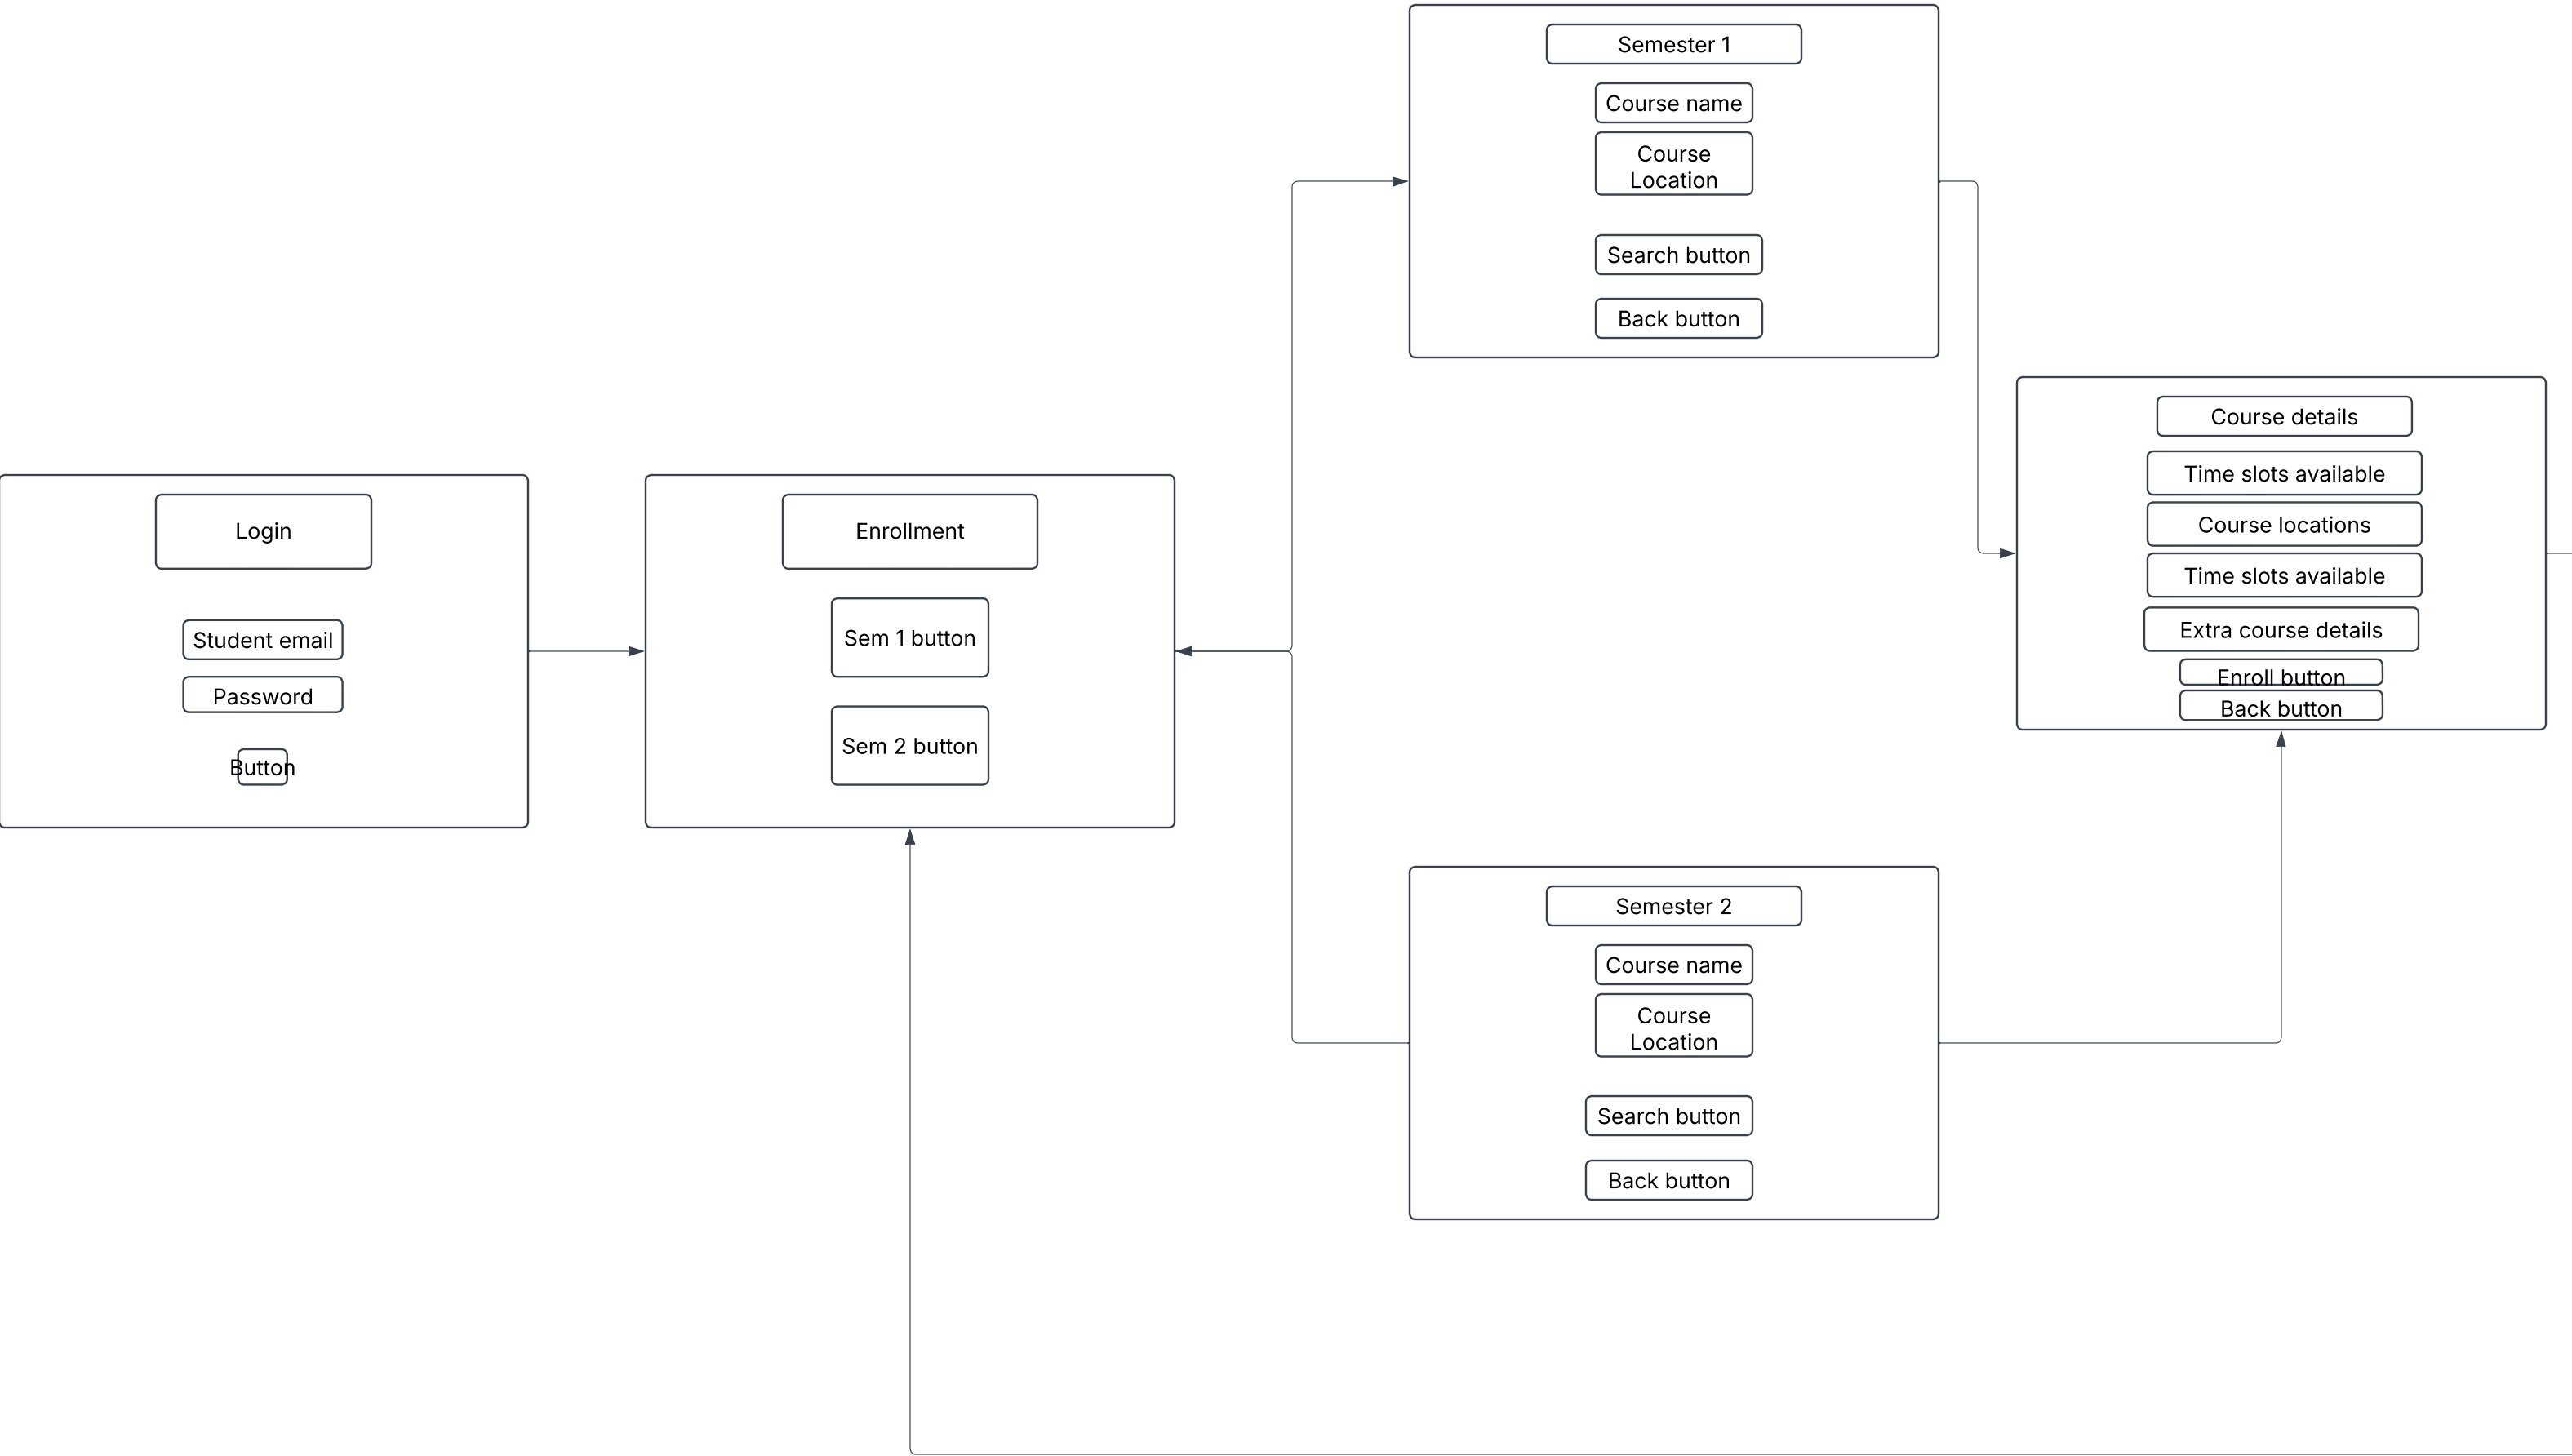 Login
Student email
Password
Button
Enrollment
Sem 1 button
Sem 2 button
Semester 1
Course name
Course
Location
Search button
Back button
Semester 2
Course name
Course
Location
Search button
Back button
Course details
Time slots available
Course locations
Time slots available
Extra course details
Enroll button
Back button